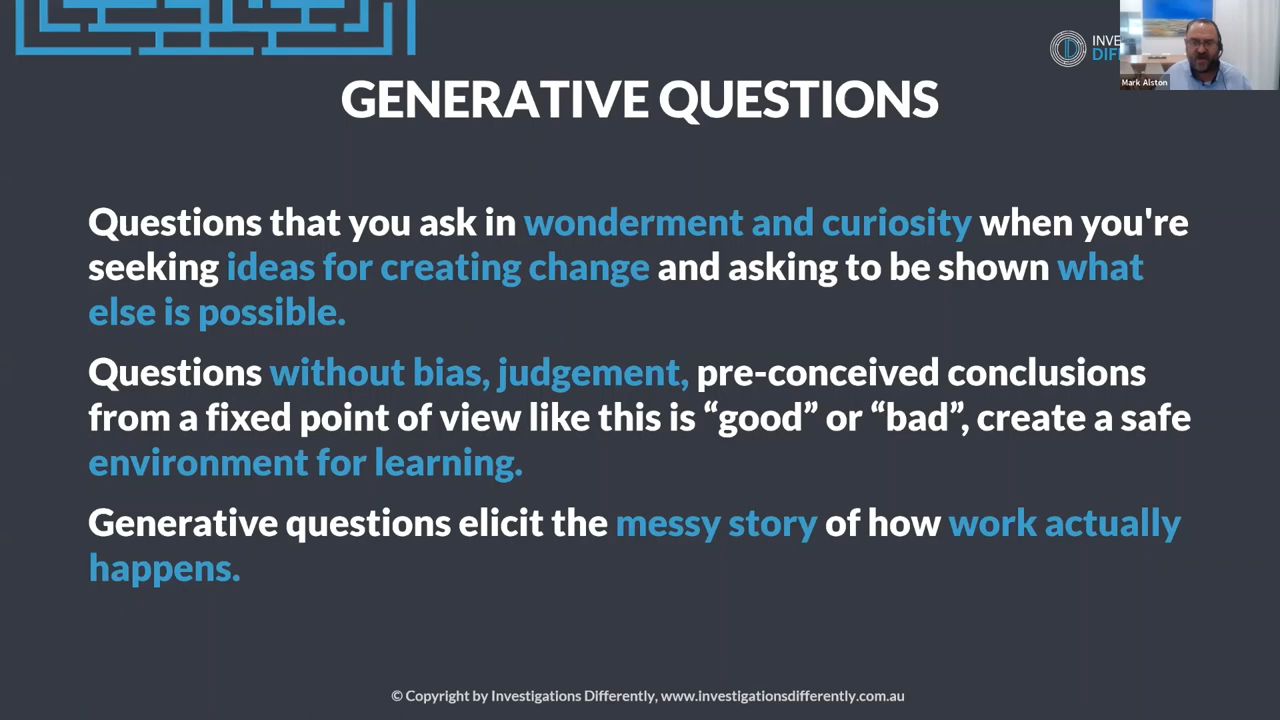 INVE
DIF
Mark Alston
GENERATIVE QUESTIONS
Questions that you ask in wonderment and curiosity when you're
seeking ideas for creating change and asking to be shown what
else is possible.
Questions without bias, judgement, pre-conceived conclusions
from a fixed point of view like this is “good” or “bad”, create a safe
environment for learning.
Generative questions elicit the messy story of how work actually
happens.
© Copyright by Investigations Differently, www.investigationsdifferently.com.au